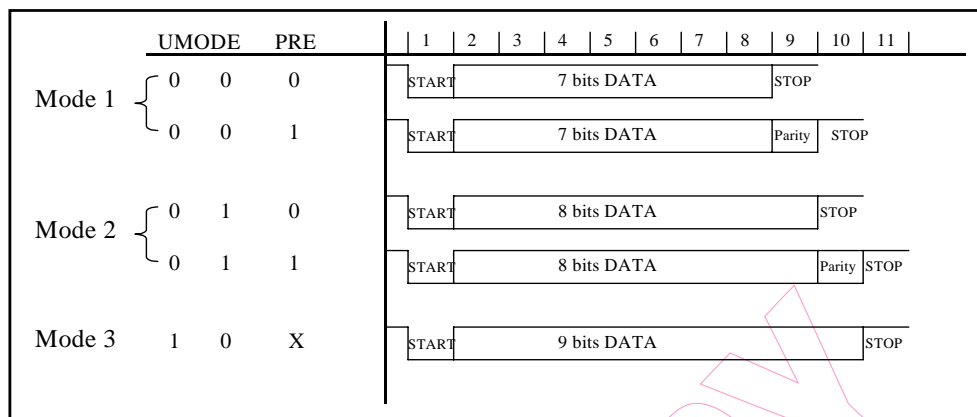 UMODE PRE 1 2 3 4 5 6 7 8 9 10 11
Mode 1
0 0 0 START 7 bits DATA STOP
0 0 1 START 7 bits DATA Parity STOP
Mode 2
0 1 0 START 8 bits DATA STOP
0 1 1 START 8 bits DATA Parity STOP
Mode 3 1 0 X START 9 bits DATA STOP